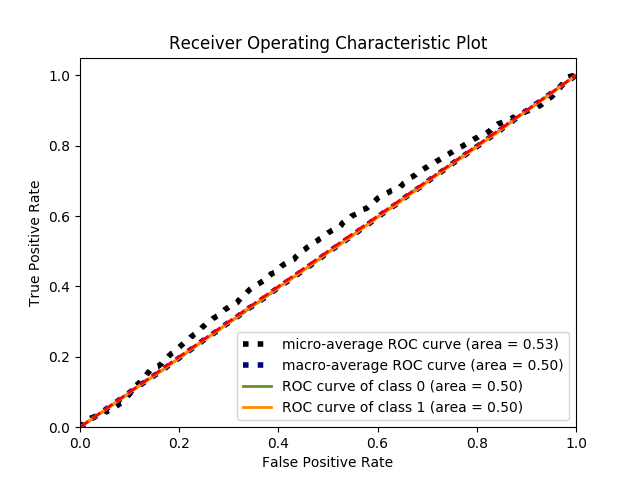 Receiver Operating Characteristic Plot
1.0
0.8
0.6
0.4
0.2
0.0
True Positive Rate
micro-average ROC curve (area = 0.53)
macro-average ROC curve (area = 0.50)
ROC curve of class 0 (area = 0.50)
ROC curve of class 1 (area = 0.50)
0.0 0.2 0.4 0.6 0.8 1.0
False Positive Rate